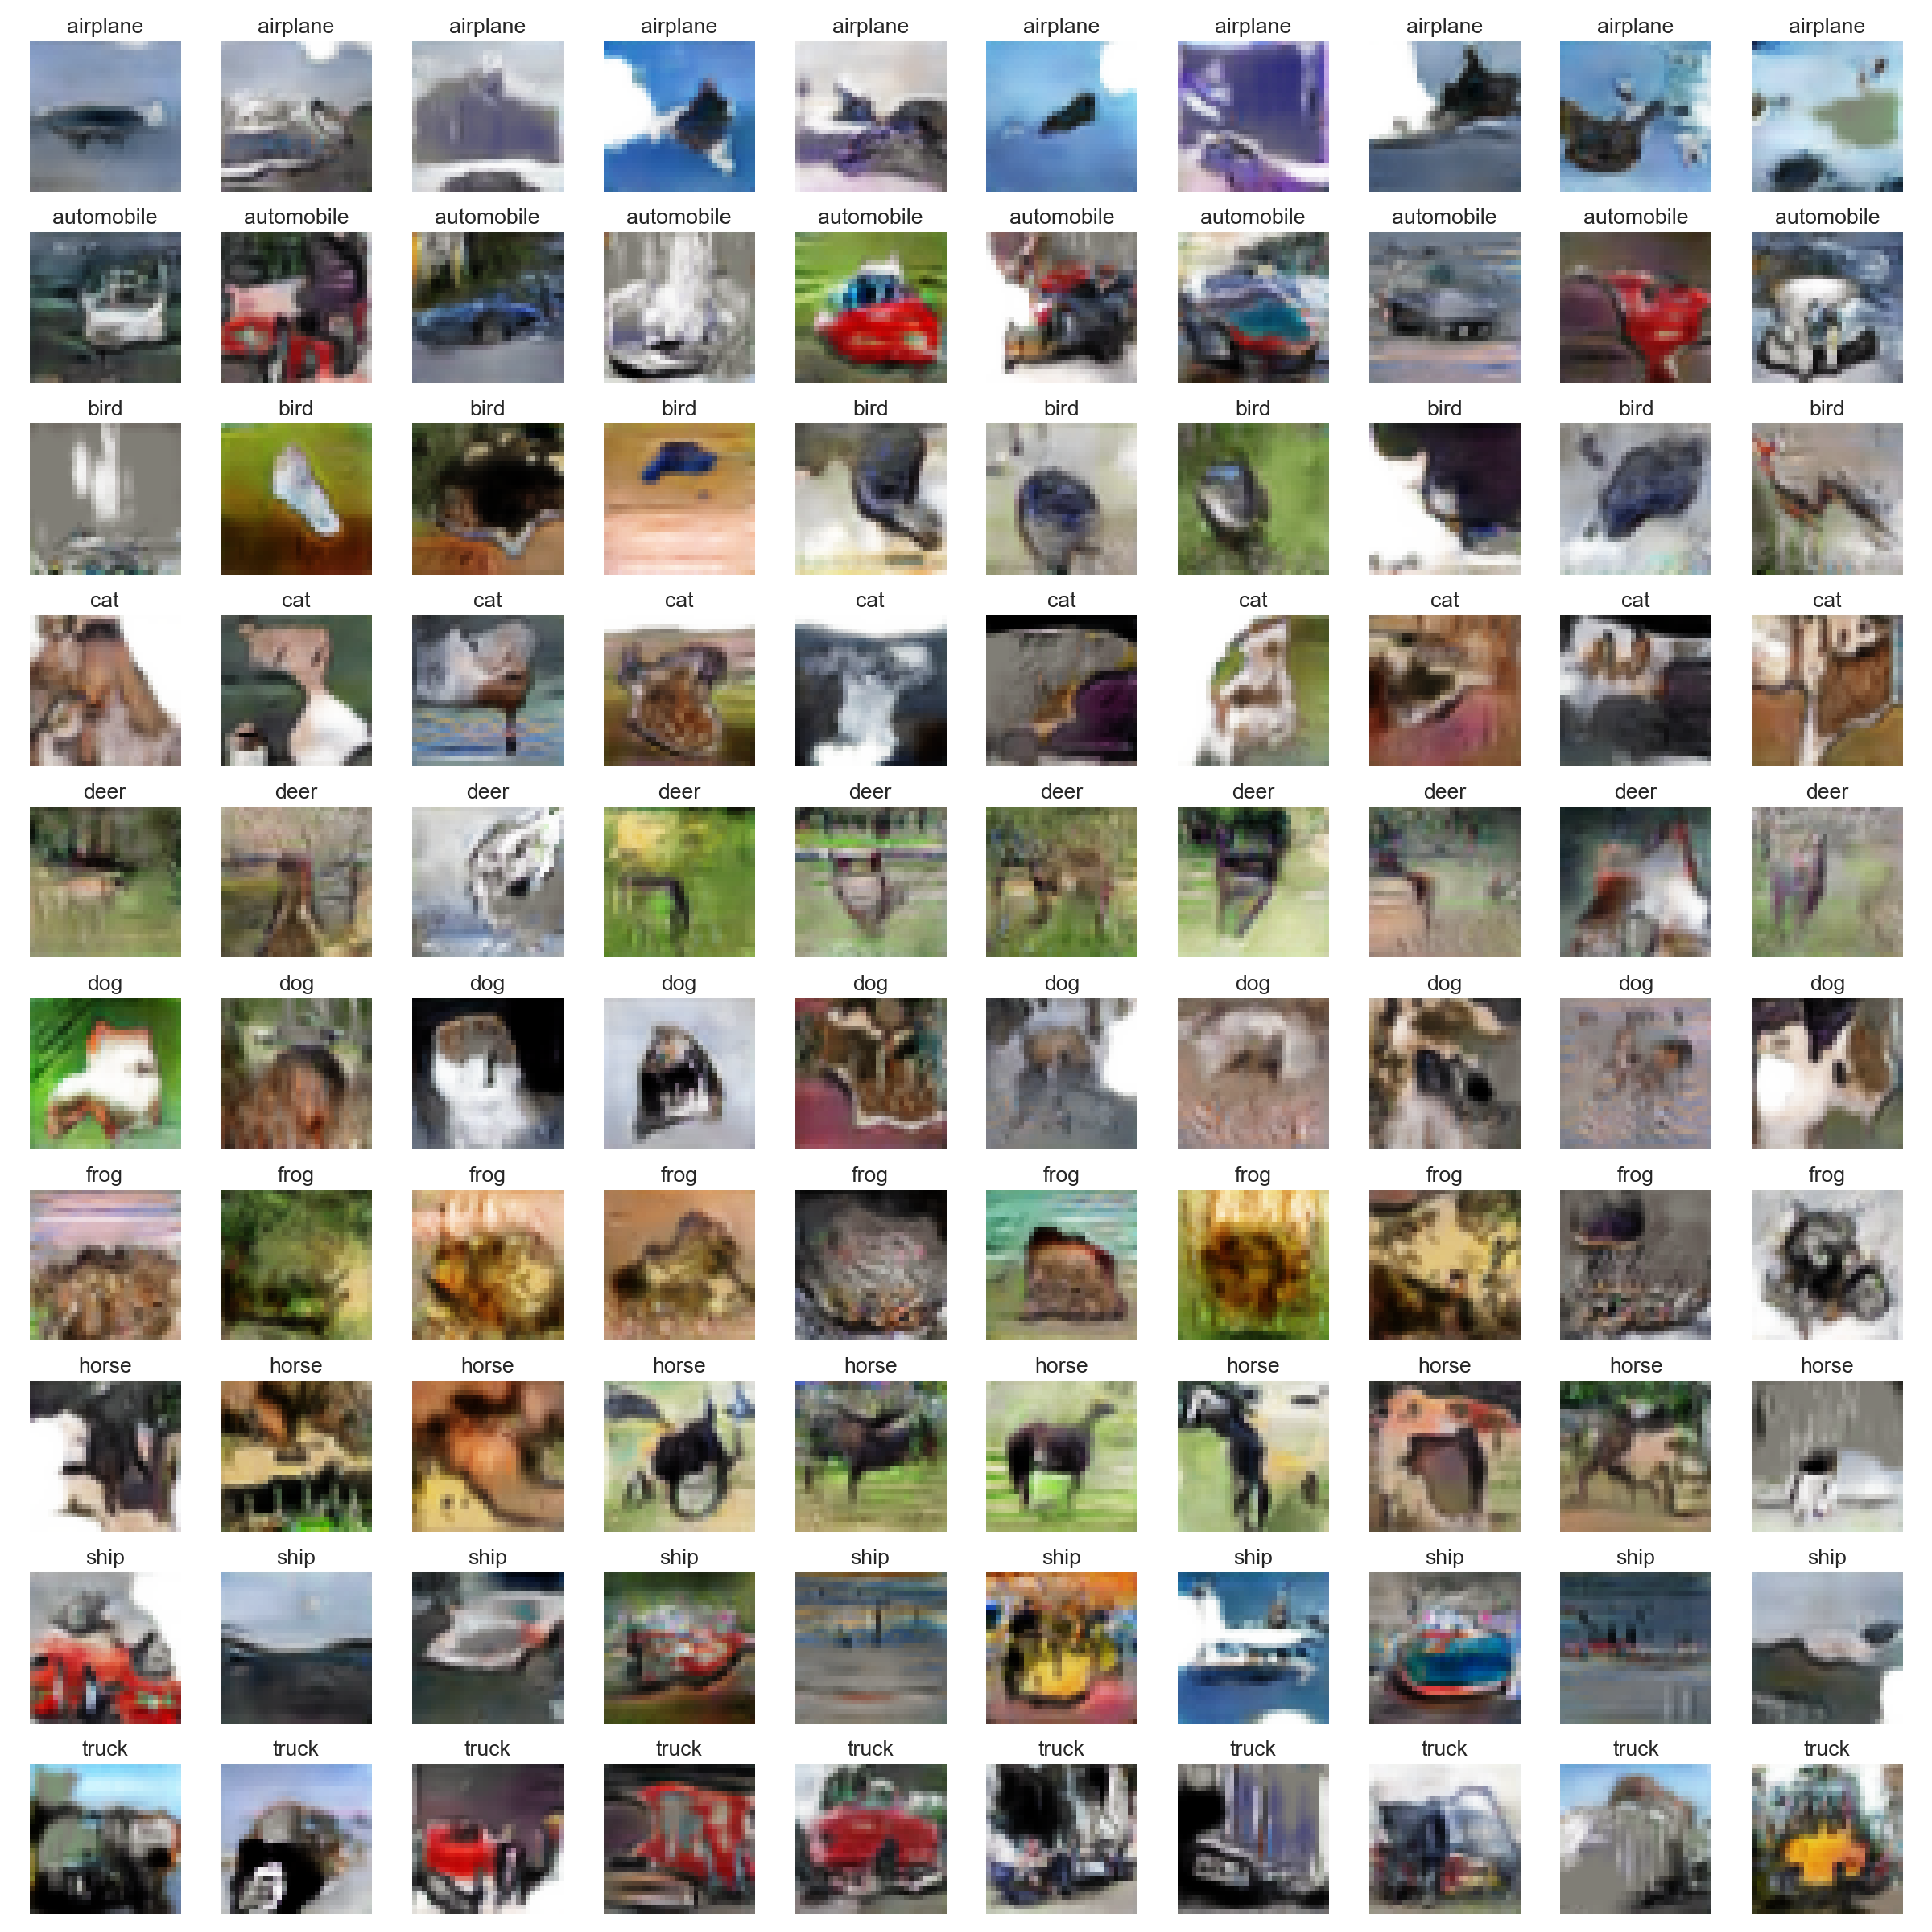 airplane airplane airplane airplane airplane airplane airplane airplane airplane airplane
automobile automobile automobile automobile automobile automobile automobile automobile automobile automobile
bird bird bird bird bird bird bird bird bird bird
cat cat cat cat cat cat cat cat cat cat
deer deer deer deer deer deer deer deer deer deer
dog dog dog dog dog dog dog dog dog dog
frog frog frog frog frog frog frog frog frog frog
horse horse horse horse horse horse horse horse horse horse
ship ship ship ship ship ship ship ship ship ship
truck truck truck truck truck truck truck truck truck truck